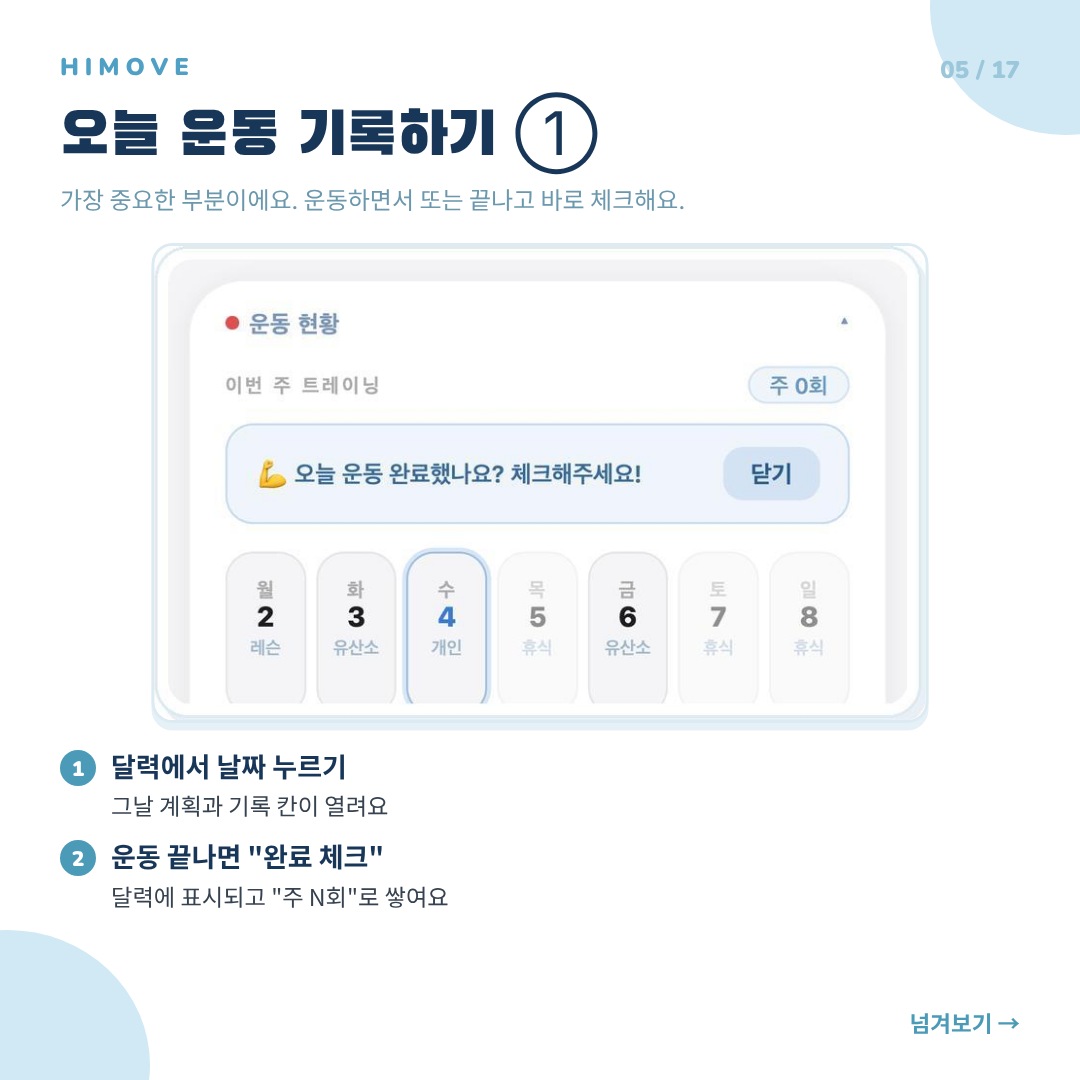 HIMOVE
05 / 17
오늘 운동 기록하기 ①
가장 중요한 부분이에요. 운동하면서 또는 끝나고 바로 체크해요.
운동 현황
이번 주 트레이닝
주 0회
💪 오늘 운동 완료했나요? 체크해주세요!
닫기
월 화 수 목 금 토 일
2 3 4 5 6 7 8
레슨 유산소 개인 휴식 유산소 휴식 휴식
1 달력에서 날짜 누르기
그날 계획과 기록 칸이 열려요
2 운동 끝나면 "완료 체크"
달력에 표시되고 "주 N회"로 쌓여요
넘겨보기 →